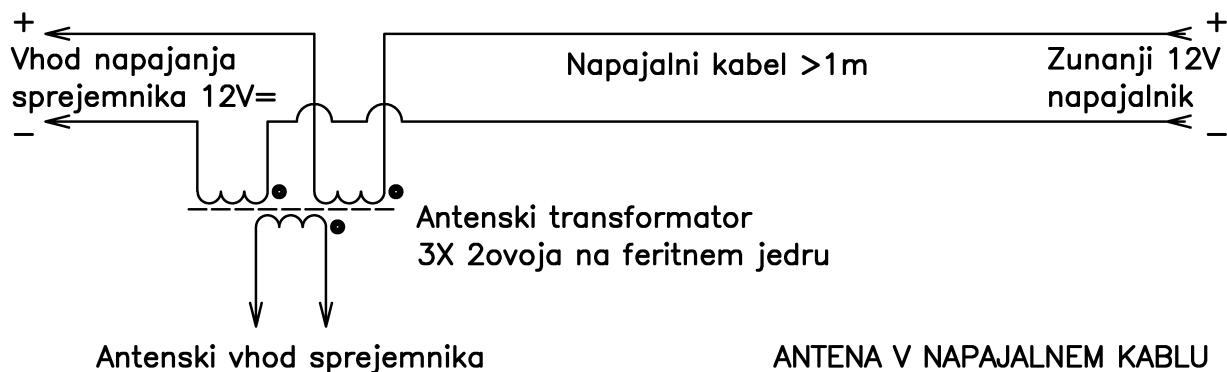 +
+
Vhod napajanja
sprejemnika 12V=
Napajalni kabel >1m
Zunanji 12V
napajalnik
−
−
Antenski transformator
3X 2ovoja na feritnem jedru
Antenski vhod sprejemnika
ANTENA V NAPAJALNEM KABLU